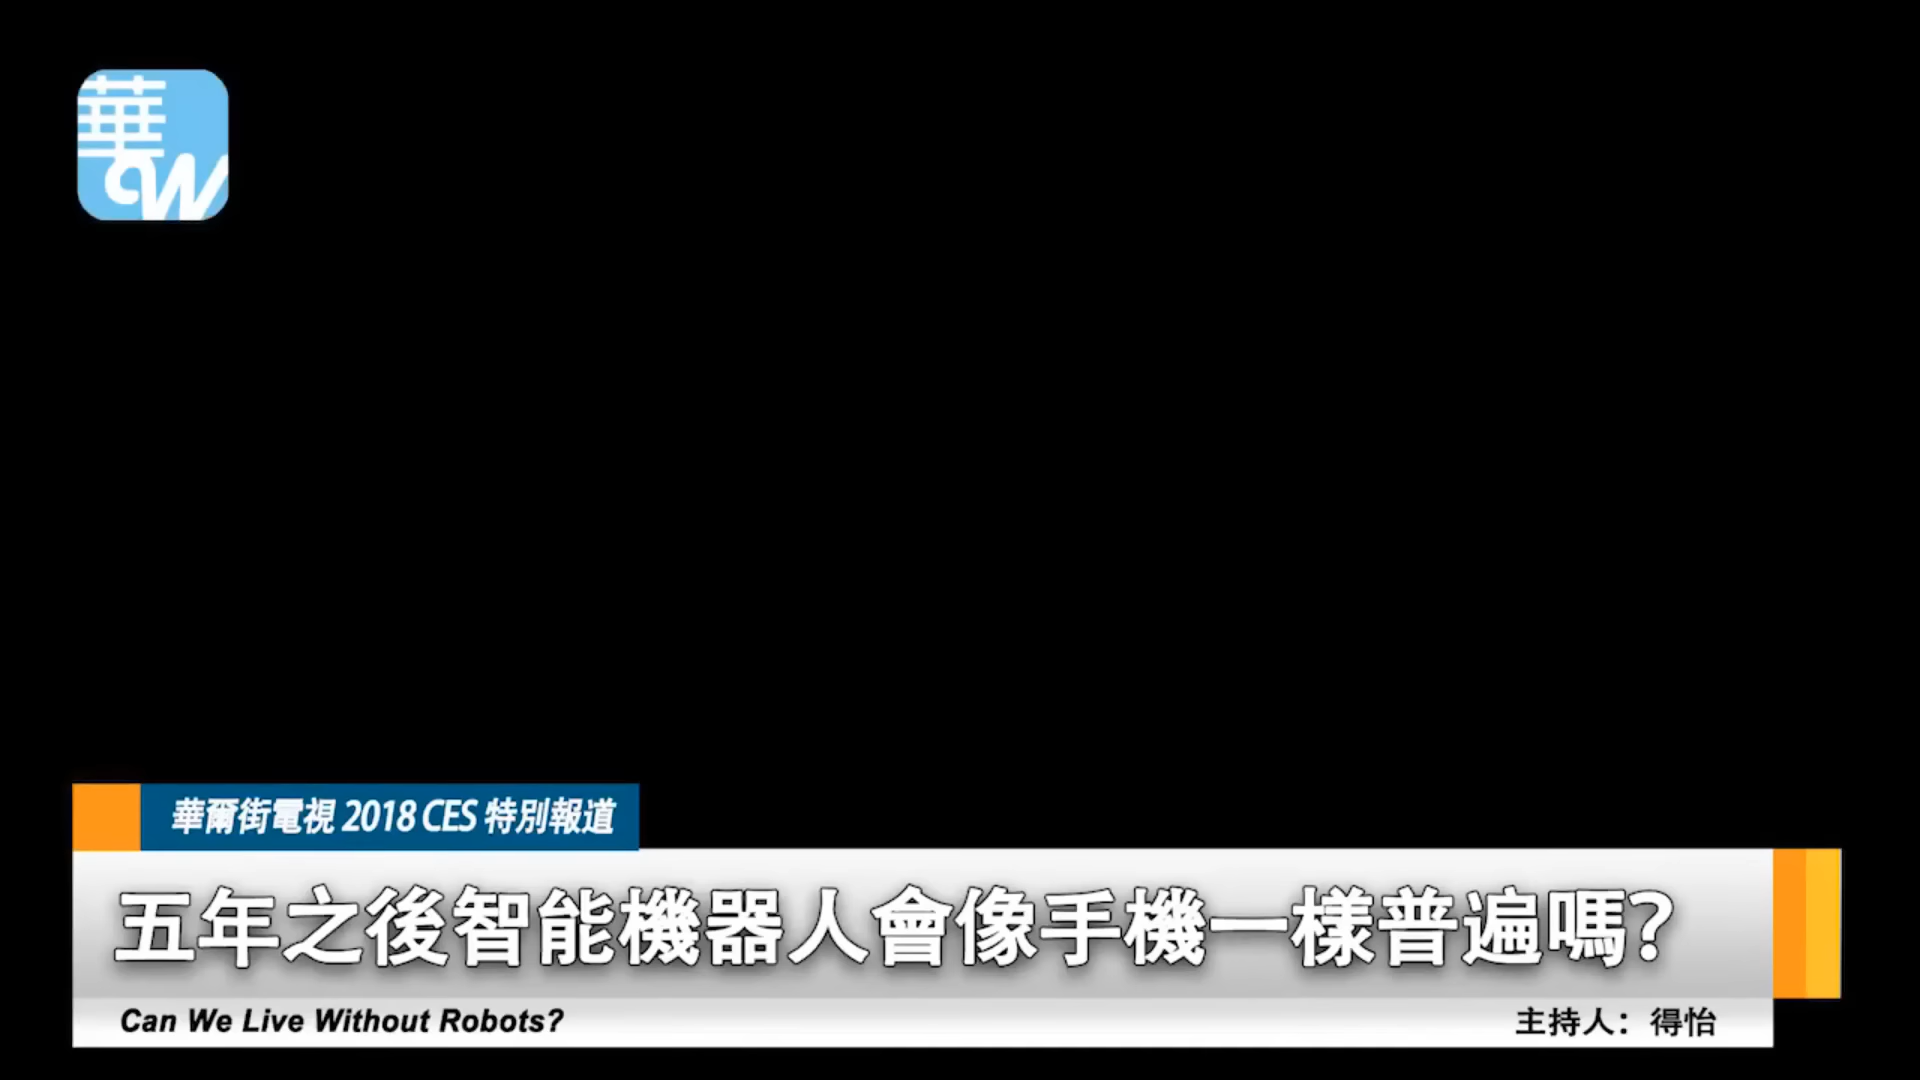 華
cW
華爾街電視 2018 CES 特別報道
五年之後智能機器人會像手機一樣普遍嗎?
Can We Live Without Robots?
主持人: 得怡